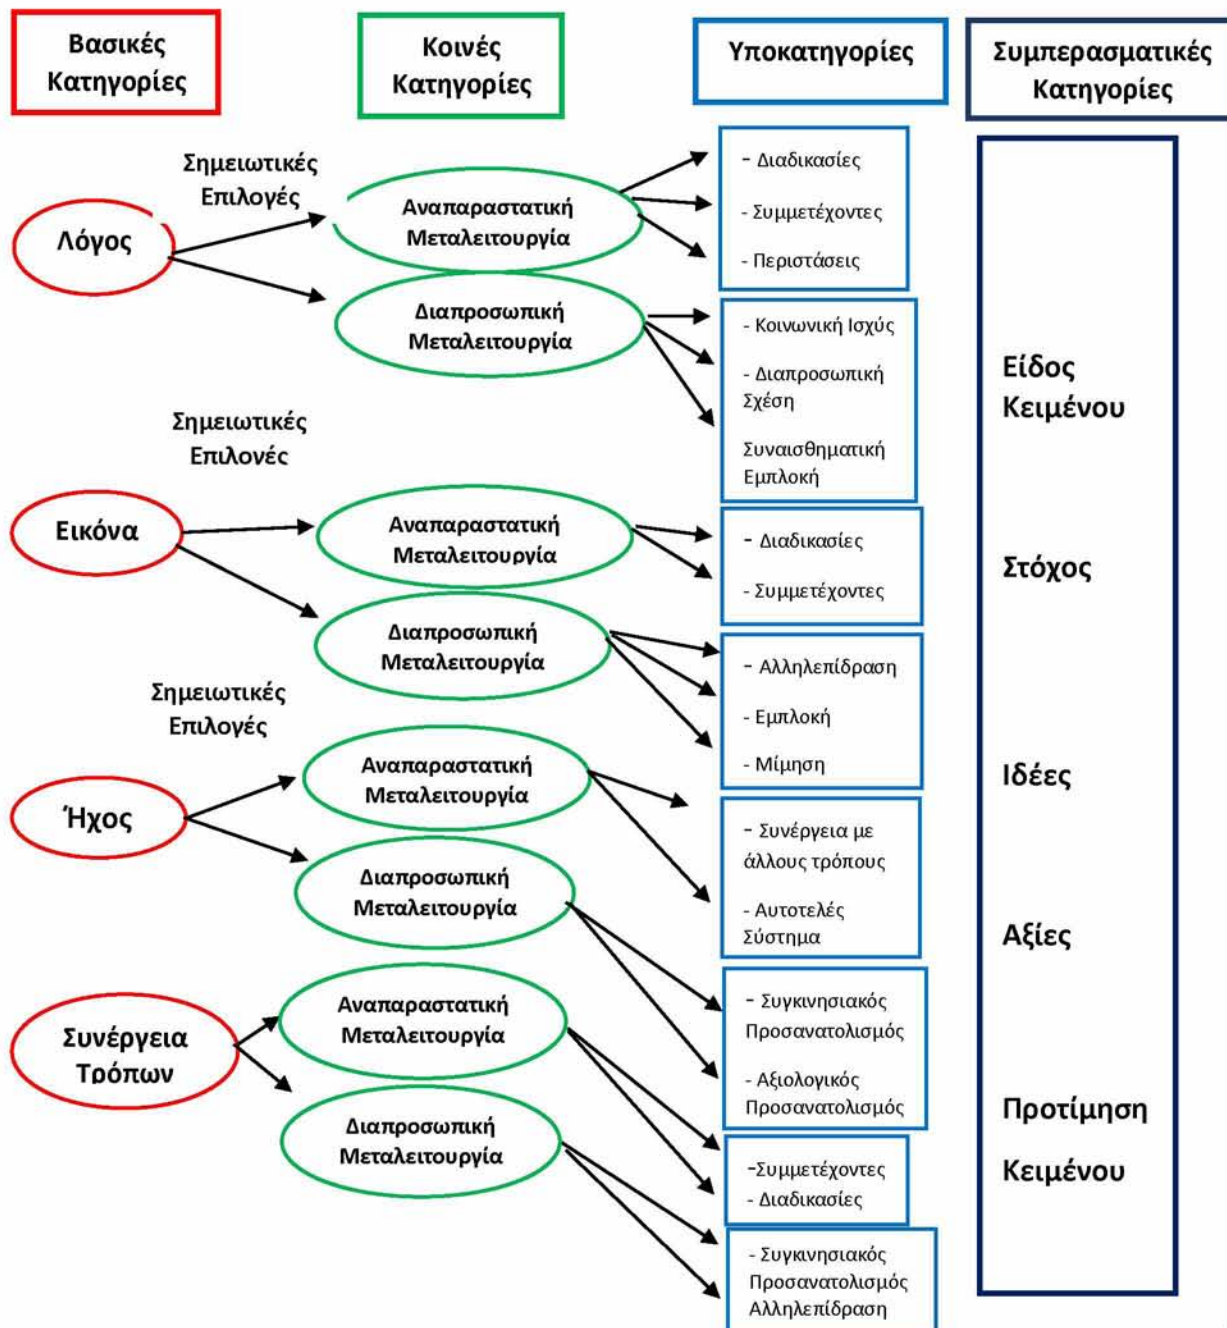 Βασικές
Κατηγορίες
Κοινές
Κατηγορίες
Υποκατηγορίες
Συμπερασματικές
Κατηγορίες
Σημειωτικές
Επιλογές
Λόγος
Αναπαραστατική
Μεταλειτουργία
- Διαδικασίες
- Συμμετέχοντες
- Περιστάσεις
Διαπροσωπική
Μεταλειτουργία
- Κοινωνική Ισχύς
- Διαπροσωπική
Σχέση
Συναισθηματική
Εμπλοκή
Σημειωτικές
Επιλογές
Εικόνα
Αναπαραστατική
Μεταλειτουργία
- Διαδικασίες
- Συμμετέχοντες
Διαπροσωπική
Μεταλειτουργία
- Αλληλεπίδραση
- Εμπλοκή
- Μίμηση
Σημειωτικές
Επιλογές
Ήχος
Αναπαραστατική
Μεταλειτουργία
- Συνέργεια με
άλλους τρόπους
- Αυτοτελές
Σύστημα
Διαπροσωπική
Μεταλειτουργία
- Συγκινησιακός
Προσανατολισμός
- Αξιολογικός
Προσανατολισμός
Συνέργεια
Τρόπων
Αναπαραστατική
Μεταλειτουργία
-Συμμετέχοντες
- Διαδικασίες
Διαπροσωπική
Μεταλειτουργία
- Συγκινησιακός
Προσανατολισμός
Αλληλεπίδραση
Είδος
Κειμένου
Στόχος
Ιδέες
Αξίες
Προτίμηση
Κειμένου